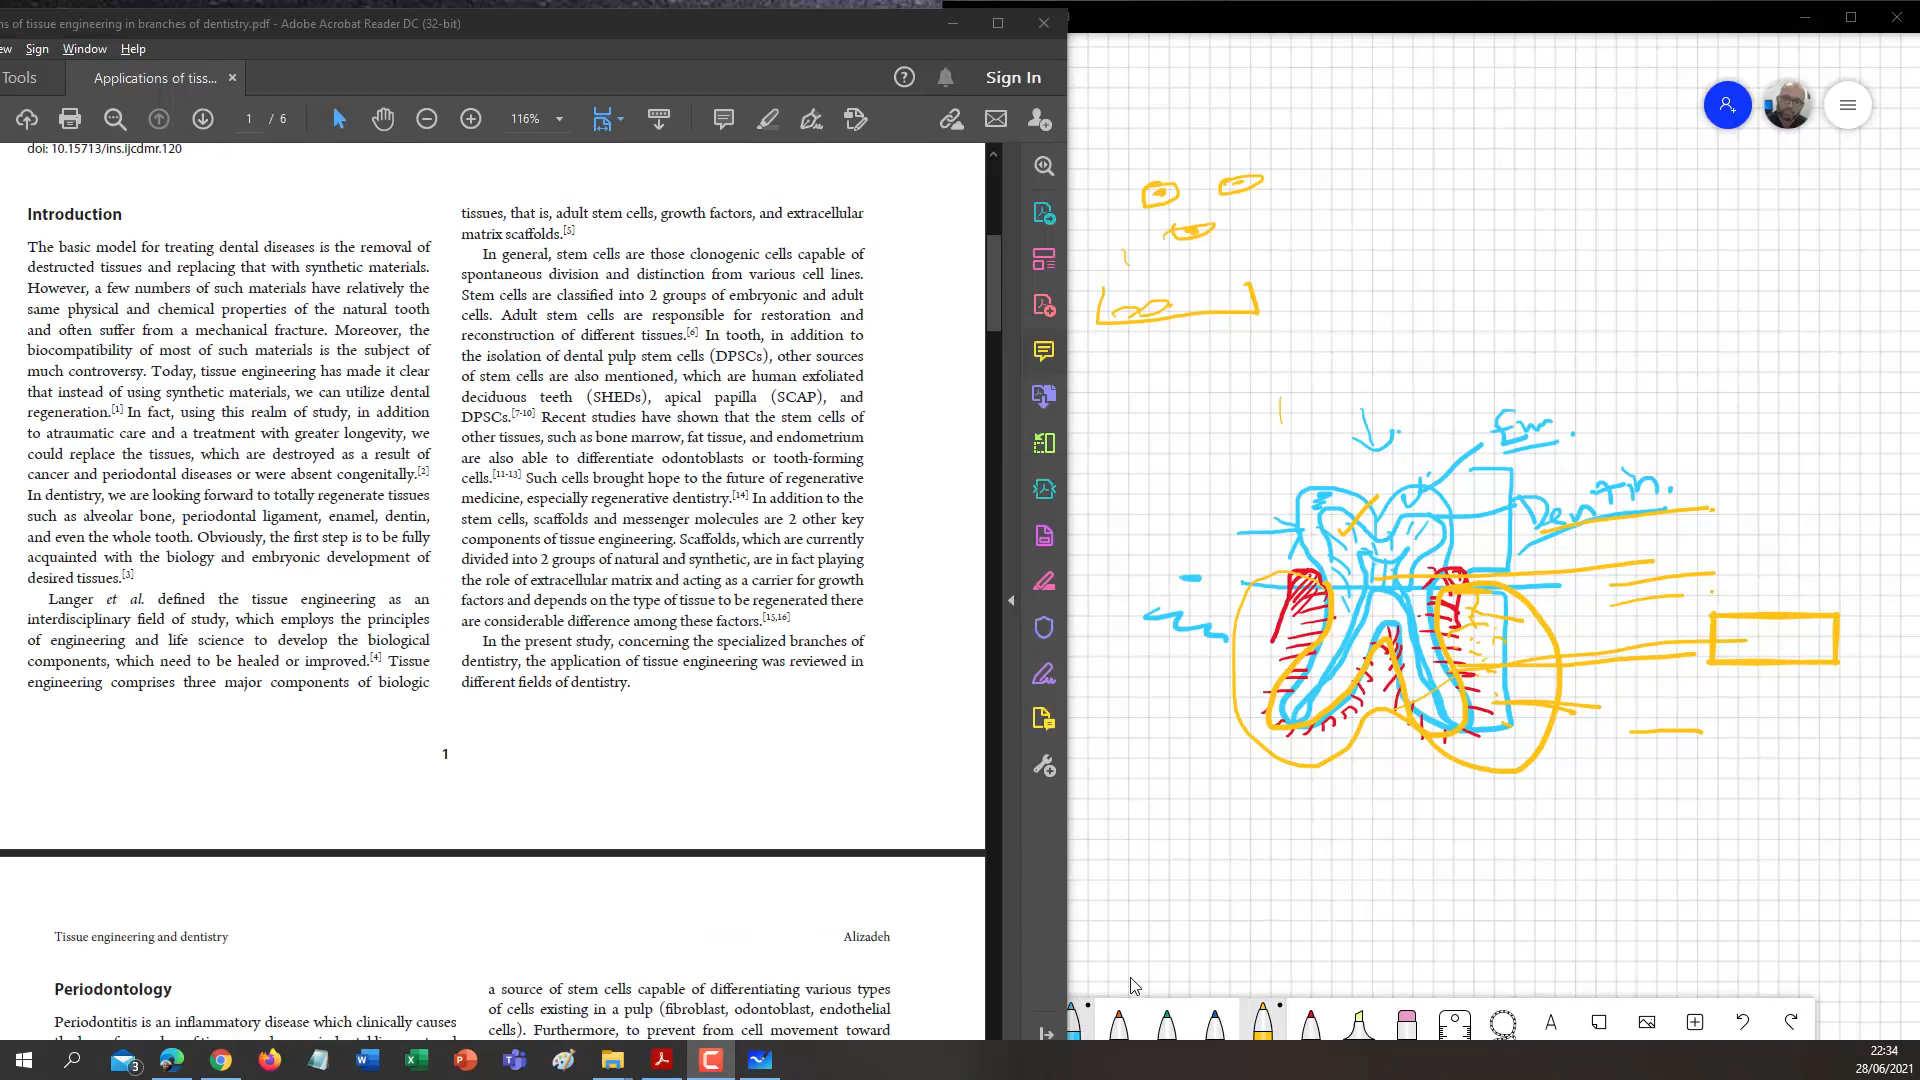 ns of tissue engineering in branches of dentistry.pdf - Adobe Acrobat Reader DC (32-bit)
ew Sign Window Help
Tools
Applications of tiss... ×
Sign In
1 / 6
116%
doi: 10.15713/ins.ijcdmr.120
Introduction
The basic model for treating dental diseases is the removal of
destructed tissues and replacing that with synthetic materials.
However, a few numbers of such materials have relatively the
same physical and chemical properties of the natural tooth
and often suffer from a mechanical fracture. Moreover, the
biocompatibility of most of such materials is the subject of
much controversy. Today, tissue engineering has made it clear
that instead of using synthetic materials, we can utilize dental
regeneration.[1] In fact, using this realm of study, in addition
to atraumatic care and a treatment with greater longevity, we
could replace the tissues, which are destroyed as a result of
cancer and periodontal diseases or were absent congenitally.[2]
In dentistry, we are looking forward to totally regenerate tissues
such as alveolar bone, periodontal ligament, enamel, dentin,
and even the whole tooth. Obviously, the first step is to be fully
acquainted with the biology and embryonic development of
desired tissues.[3]
Langer et al. defined the tissue engineering as an
interdisciplinary field of study, which employs the principles
of engineering and life science to develop the biological
components, which need to be healed or improved.[4] Tissue
engineering comprises three major components of biologic
tissues, that is, adult stem cells, growth factors, and extracellular
matrix scaffolds.[5]
In general, stem cells are those clonogenic cells capable of
spontaneous division and distinction from various cell lines.
Stem cells are classified into 2 groups of embryonic and adult
cells. Adult stem cells are responsible for restoration and
reconstruction of different tissues.[6] In tooth, in addition to
the isolation of dental pulp stem cells (DPSCs), other sources
of stem cells are also mentioned, which are human exfoliated
deciduous teeth (SHEDs), apical papilla (SCAP), and
DPSCs.[7-10] Recent studies have shown that the stem cells of
other tissues, such as bone marrow, fat tissue, and endometrium
are also able to differentiate odontoblasts or tooth-forming
cells.[11-13] Such cells brought hope to the future of regenerative
medicine, especially regenerative dentistry.[14] In addition to the
stem cells, scaffolds and messenger molecules are 2 other key
components of tissue engineering. Scaffolds, which are currently
divided into 2 groups of natural and synthetic, are in fact playing
the role of extracellular matrix and acting as a carrier for growth
factors and depends on the type of tissue to be regenerated there
are considerable difference among these factors.[15,16]
In the present study, concerning the specialized branches of
dentistry, the application of tissue engineering was reviewed in
different fields of dentistry.
1
Tissue engineering and dentistry
Alizadeh
Periodontology
Periodontitis is an inflammatory disease which clinically causes
a source of stem cells capable of differentiating various types
of cells existing in a pulp (fibroblast, odontoblast, endothelial
cells). Furthermore, to prevent from cell movement toward
Dentin.
3
22:34
28/06/2021